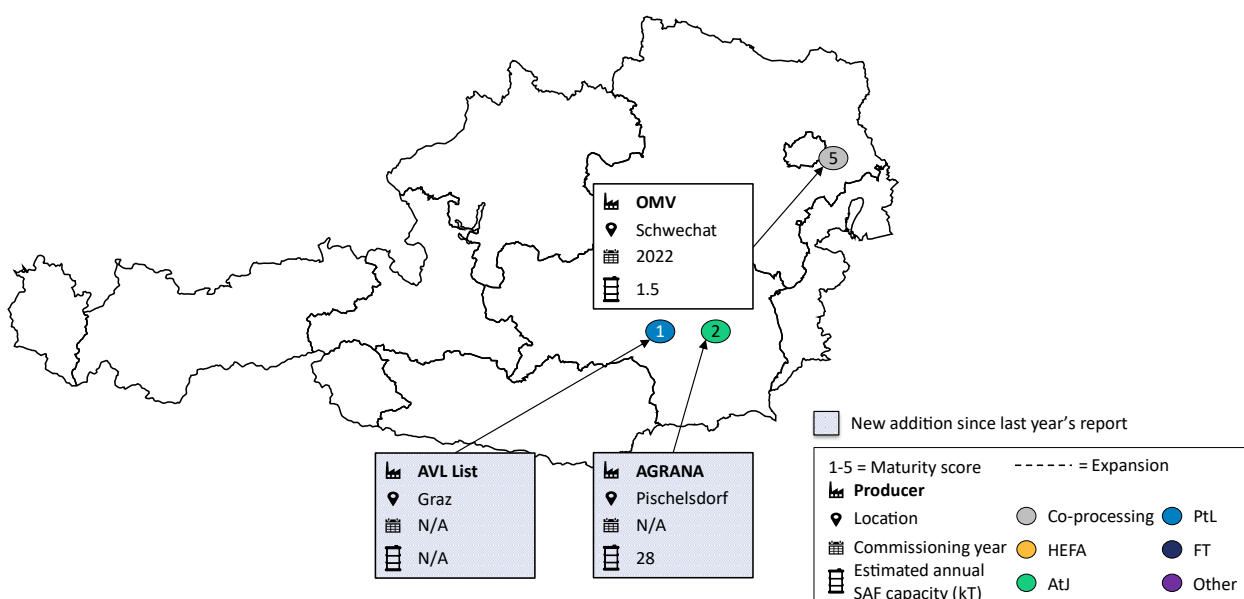 5
OMV
Schwechat
2022
1.5
1
2
New addition since last year's report
AVL List
Graz
N/A
N/A
AGRANA
Pischelsdorf
N/A
28
1-5 = Maturity score
= Expansion
Producer
Location
Commissioning year
Estimated annual
SAF capacity (kT)
Co-processing
PtL
HEFA
FT
AtJ
Other